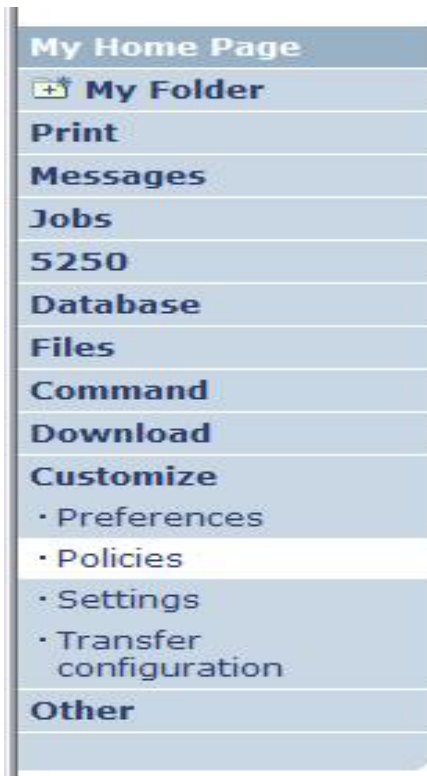 My Home Page
My Folder
Print
Messages
Jobs
5250
Database
Files
Command
Download
Customize
· Preferences
· Policies
· Settings
· Transfer
configuration
Other